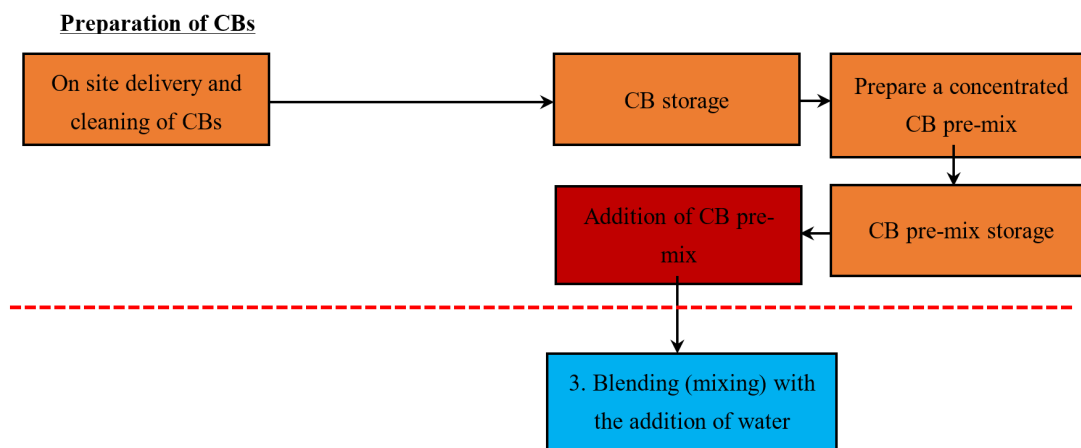 Preparation of CBs
On site delivery and
cleaning of CBs
CB storage
Prepare a concentrated
CB pre-mix
Addition of CB pre-
mix
CB pre-mix storage
3. Blending (mixing) with
the addition of water